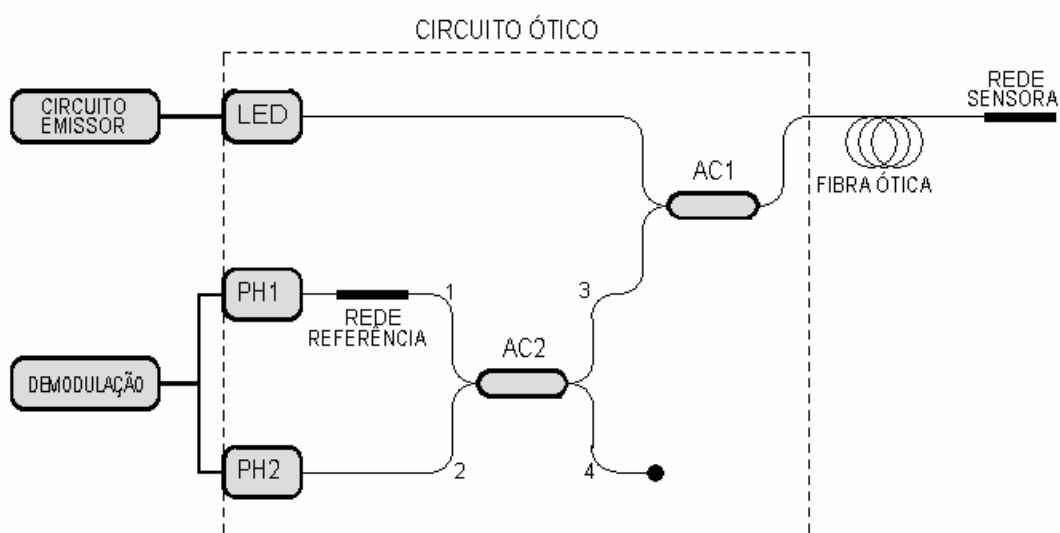 CIRCUITO ÓTICO
CIRCUITO
EMISSOR
LED
REDE
SENSORA
AC1
FIBRA ÓTICA
PH1
1
3
REDE
REFERÊNCIA
AC2
DEMODULAÇÃO
PH2
2
4